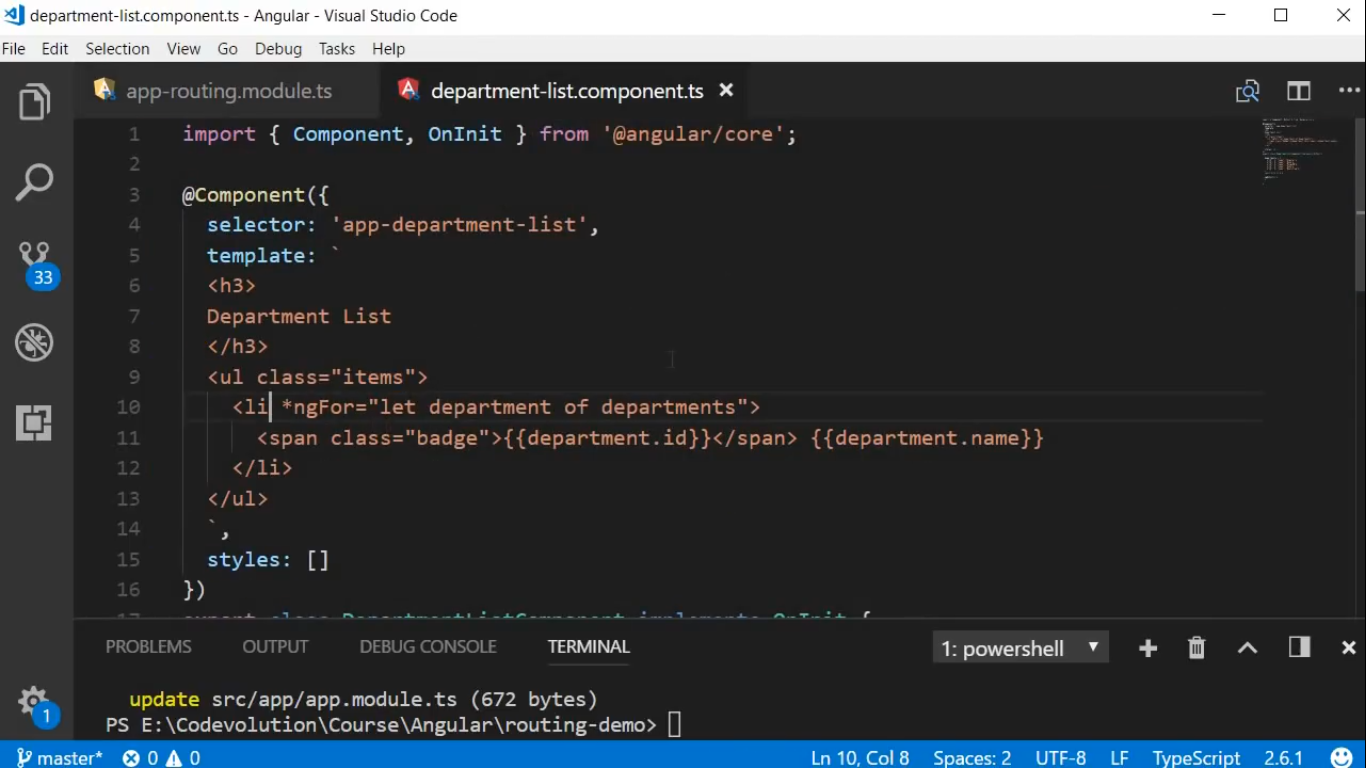 department-list.component.ts - Angular - Visual Studio Code
File Edit Selection View Go Debug Tasks Help
app-routing.module.ts department-list.component.ts
1 import { Component, OnInit } from '@angular/core';
2
3 @Component({
4 selector: 'app-department-list',
5 template: `
6 <h3>
7 Department List
8 </h3>
9 <ul class="items">
10 <li *ngFor="let department of departments">
11 <span class="badge">{{department.id}}</span> {{department.name}}
12 </li>
13 </ul>
14 `,
15 styles: []
16 })
17 export class DepartmentListComponent implements OnInit {
33
1
PROBLEMS OUTPUT DEBUG CONSOLE TERMINAL 1: powershell
update src/app/app.module.ts (672 bytes)
PS E:\Codevolution\Course\Angular\routing-demo>
master* 0 0 Ln 10, Col 8 Spaces: 2 UTF-8 LF TypeScript 2.6.1